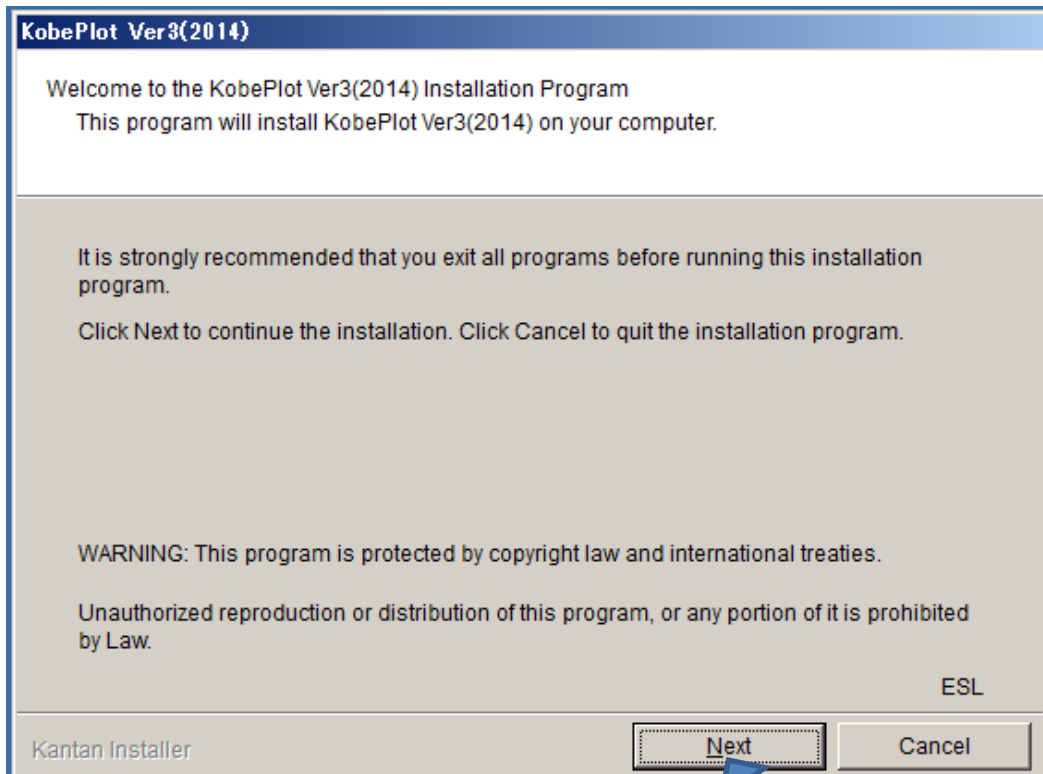 KobePlot Ver3(2014)
Welcome to the KobePlot Ver3(2014) Installation Program
This program will install KobePlot Ver3(2014) on your computer.
It is strongly recommended that you exit all programs before running this installation
program.
Click Next to continue the installation. Click Cancel to quit the installation program.
WARNING: This program is protected by copyright law and international treaties.
Unauthorized reproduction or distribution of this program, or any portion of it is prohibited
by Law.
ESL
Kantan Installer
Next
Cancel